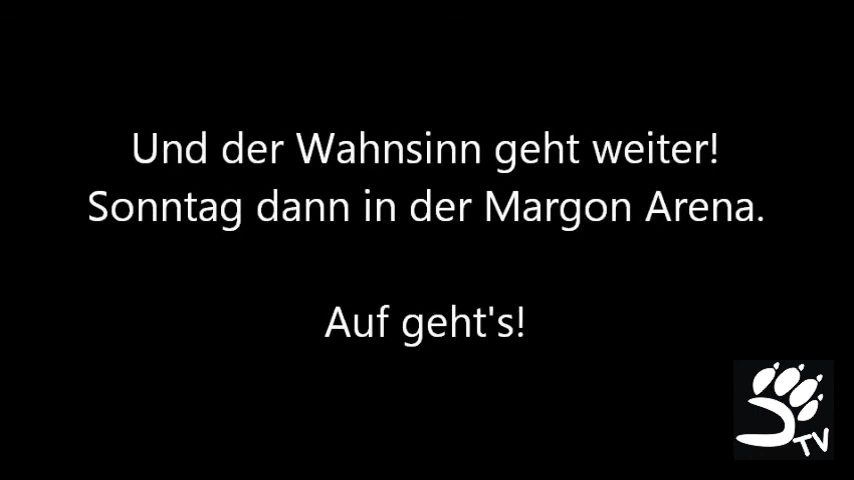 Und der Wahnsinn geht weiter!
Sonntag dann in der Margon Arena.
Auf geht's!
TV